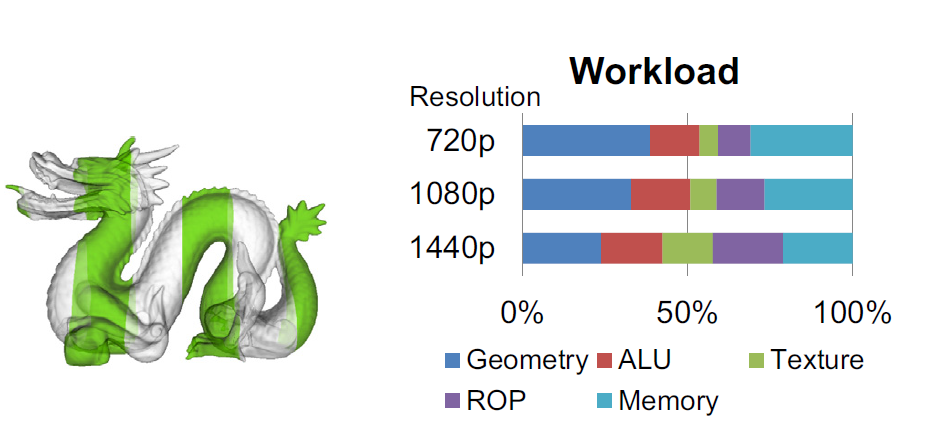 Workload
Resolution
720p
1080p
1440p
0% 50% 100%
Geometry ALU Texture
ROP Memory